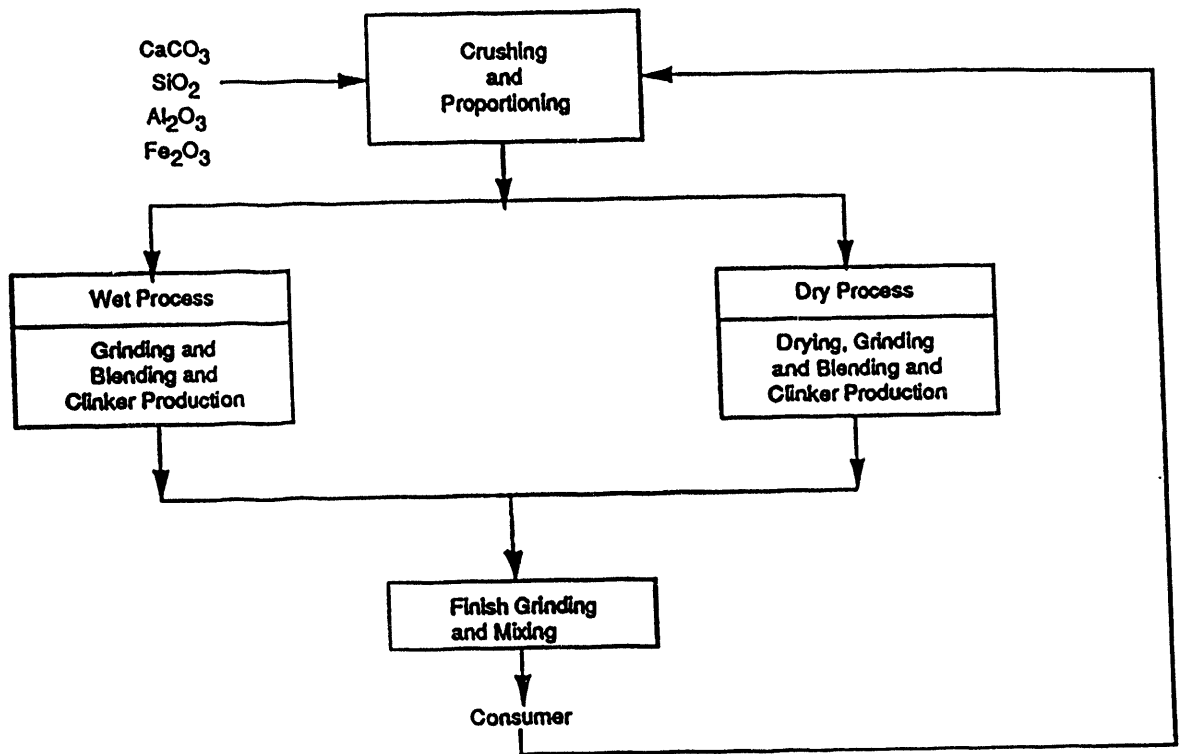 CaCO3
SiO2
Al2O3
Fe2O3
Crushing
and
Proportioning
Wet Process
Grinding and
Blending and
Clinker Production
Dry Process
Drying, Grinding
and Blending and
Clinker Production
Finish Grinding
and Mixing
Consumer